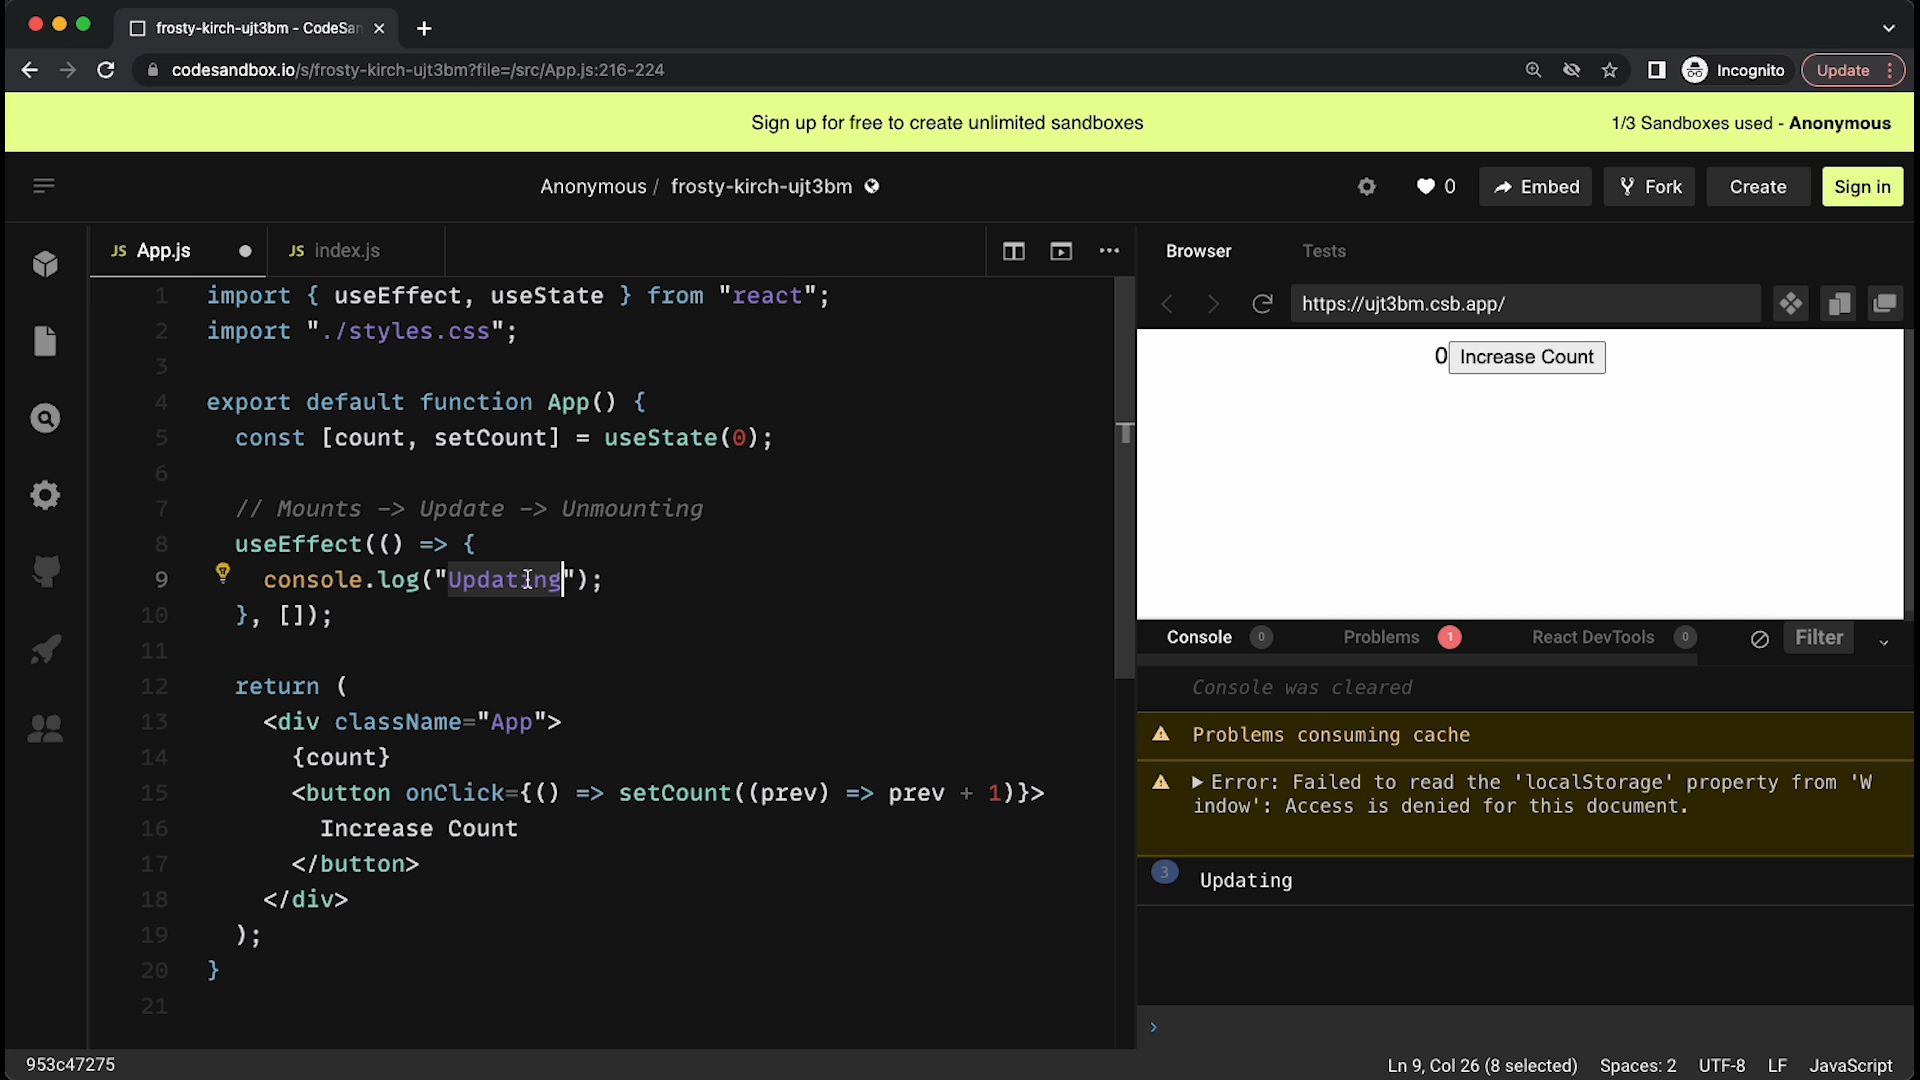 frosty-kirch-ujt3bm - CodeSan
codesandbox.io/s/frosty-kirch-ujt3bm?file=/src/App.js:216-224
Incognito
Update
Sign up for free to create unlimited sandboxes
1/3 Sandboxes used - Anonymous
Anonymous / frosty-kirch-ujt3bm
0
Embed
Fork
Create
Sign in
JS App.js
JS index.js
1 import { useEffect, useState } from "react";
2 import "./styles.css";
3
4 export default function App() {
5 const [count, setCount] = useState(0);
6
7 // Mounts -> Update -> Unmounting
8 useEffect(() => {
9 console.log("Updating");
10 }, []);
11
12 return (
13 <div className="App">
14 {count}
15 <button onClick={() => setCount((prev) => prev + 1)}>
16 Increase Count
17 </button>
18 </div>
19 );
20 }
21
Browser
Tests
https://ujt3bm.csb.app/
0 Increase Count
Console 0
Problems 1
React DevTools 0
Filter
Console was cleared
Problems consuming cache
Error: Failed to read the 'localStorage' property from 'W
indow': Access is denied for this document.
3 Updating
953c47275
Ln 9, Col 26 (8 selected)
Spaces: 2
UTF-8
LF
JavaScript